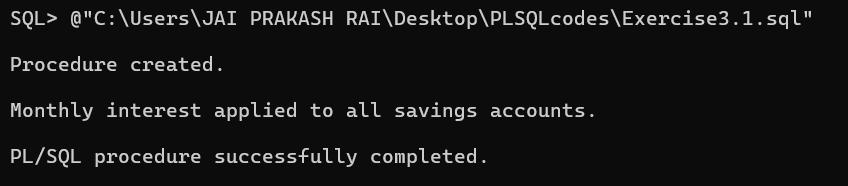 SQL> @"C:\Users\JAI PRAKASH RAI\Desktop\PLSQLcodes\Exercise3.1.sql"
Procedure created.
Monthly interest applied to all savings accounts.
PL/SQL procedure successfully completed.